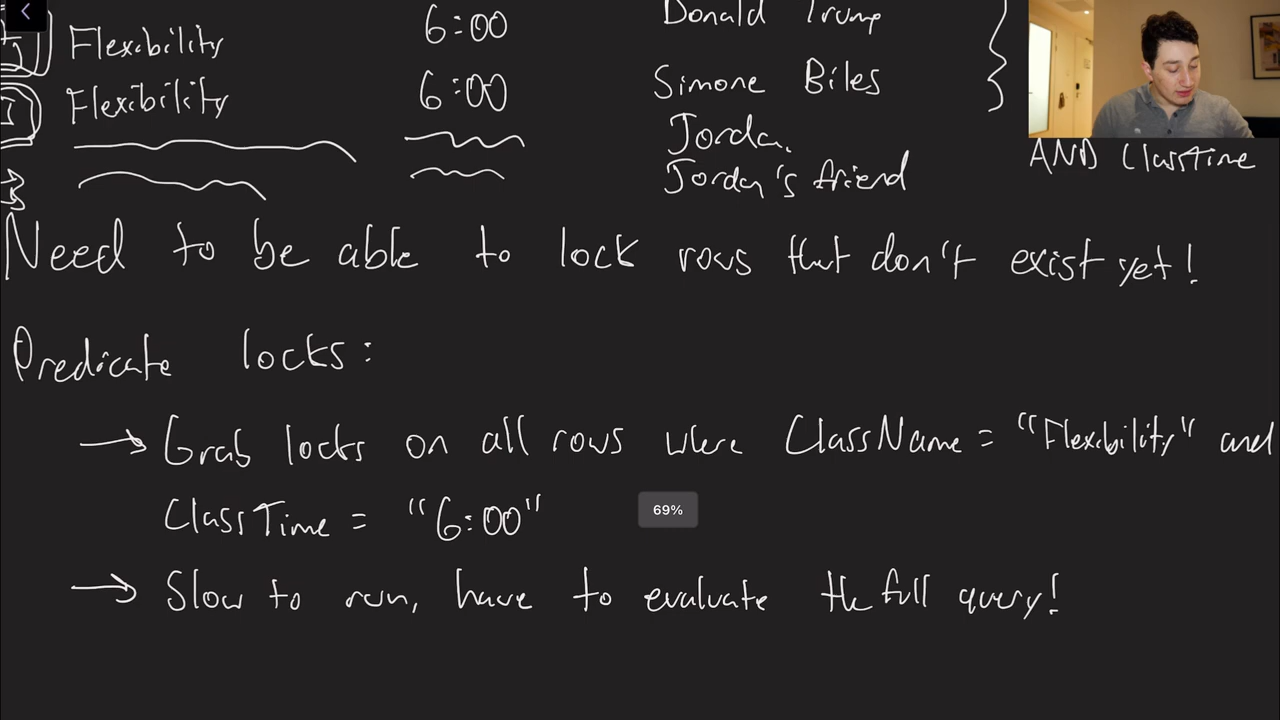 Flexibility 6:00 Donald Trump
Flexibility 6:00 Simone Biles
Jordan
Jordan's friend
AND ClassTime
Need to be able to lock rows that don't exist yet!
Predicate locks:
→ Grab locks on all rows where ClassName = "Flexibility" and
ClassTime = "6:00"
69%
→ Slow to run, have to evaluate the full query!